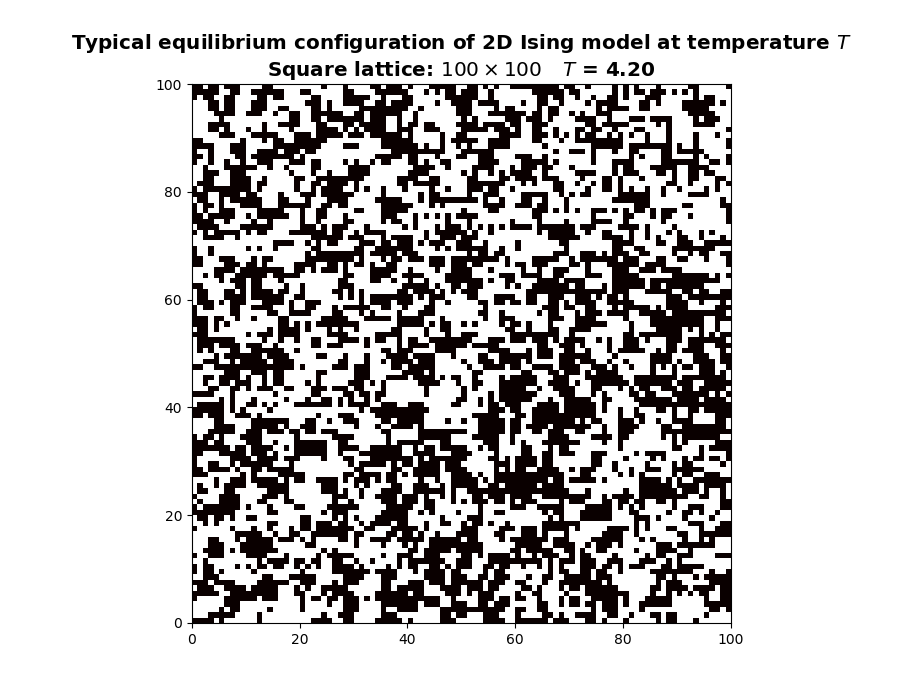 Typical equilibrium configuration of 2D Ising model at temperature T
Square lattice: 100 × 100 T = 4.20
100
80
60
40
20
0
0 20 40 60 80 100